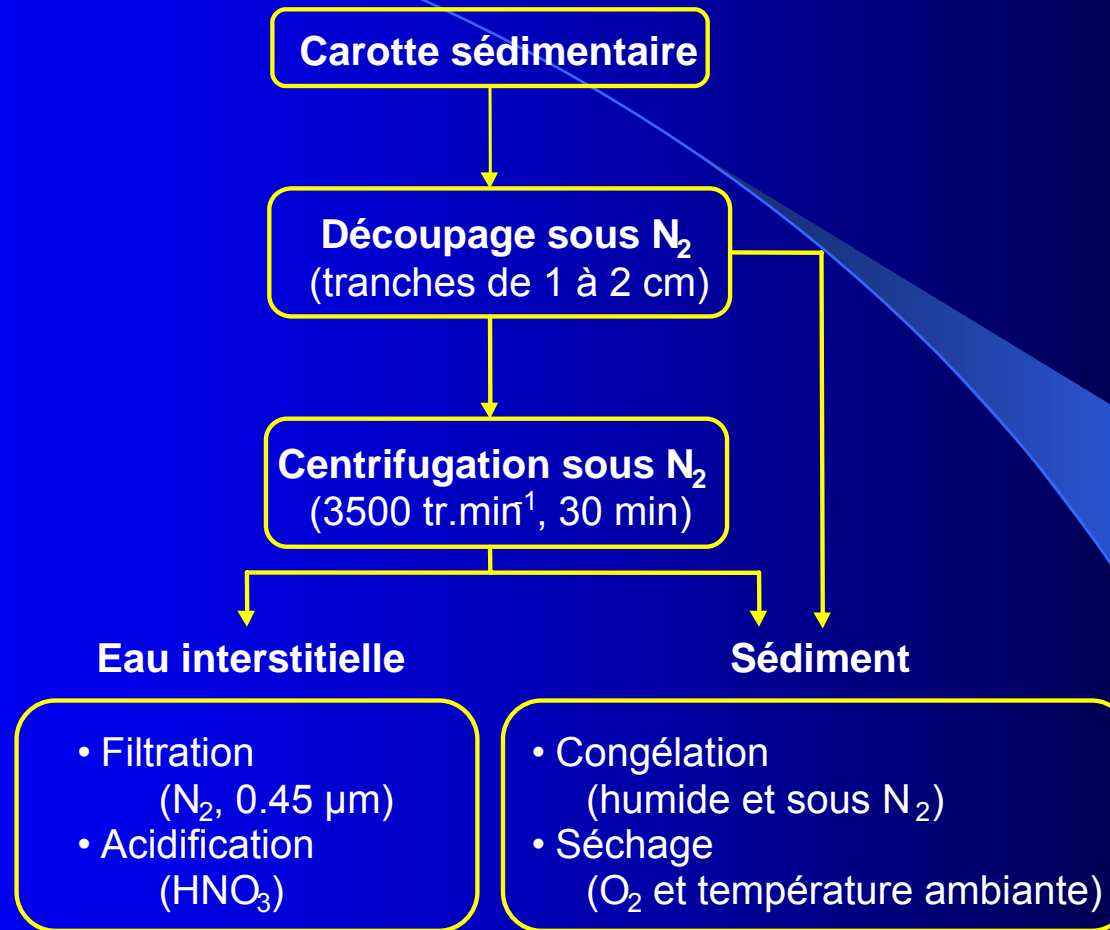 Carotte sédimentaire
Découpage sous N₂
(tranches de 1 à 2 cm)
Centrifugation sous N₂
(3500 tr.min⁻¹, 30 min)
Eau interstitielle
Sédiment
• Filtration
(N₂, 0.45 µm)
• Acidification
(HNO₃)
• Congélation
(humide et sous N₂)
• Séchage
(O₂ et température ambiante)